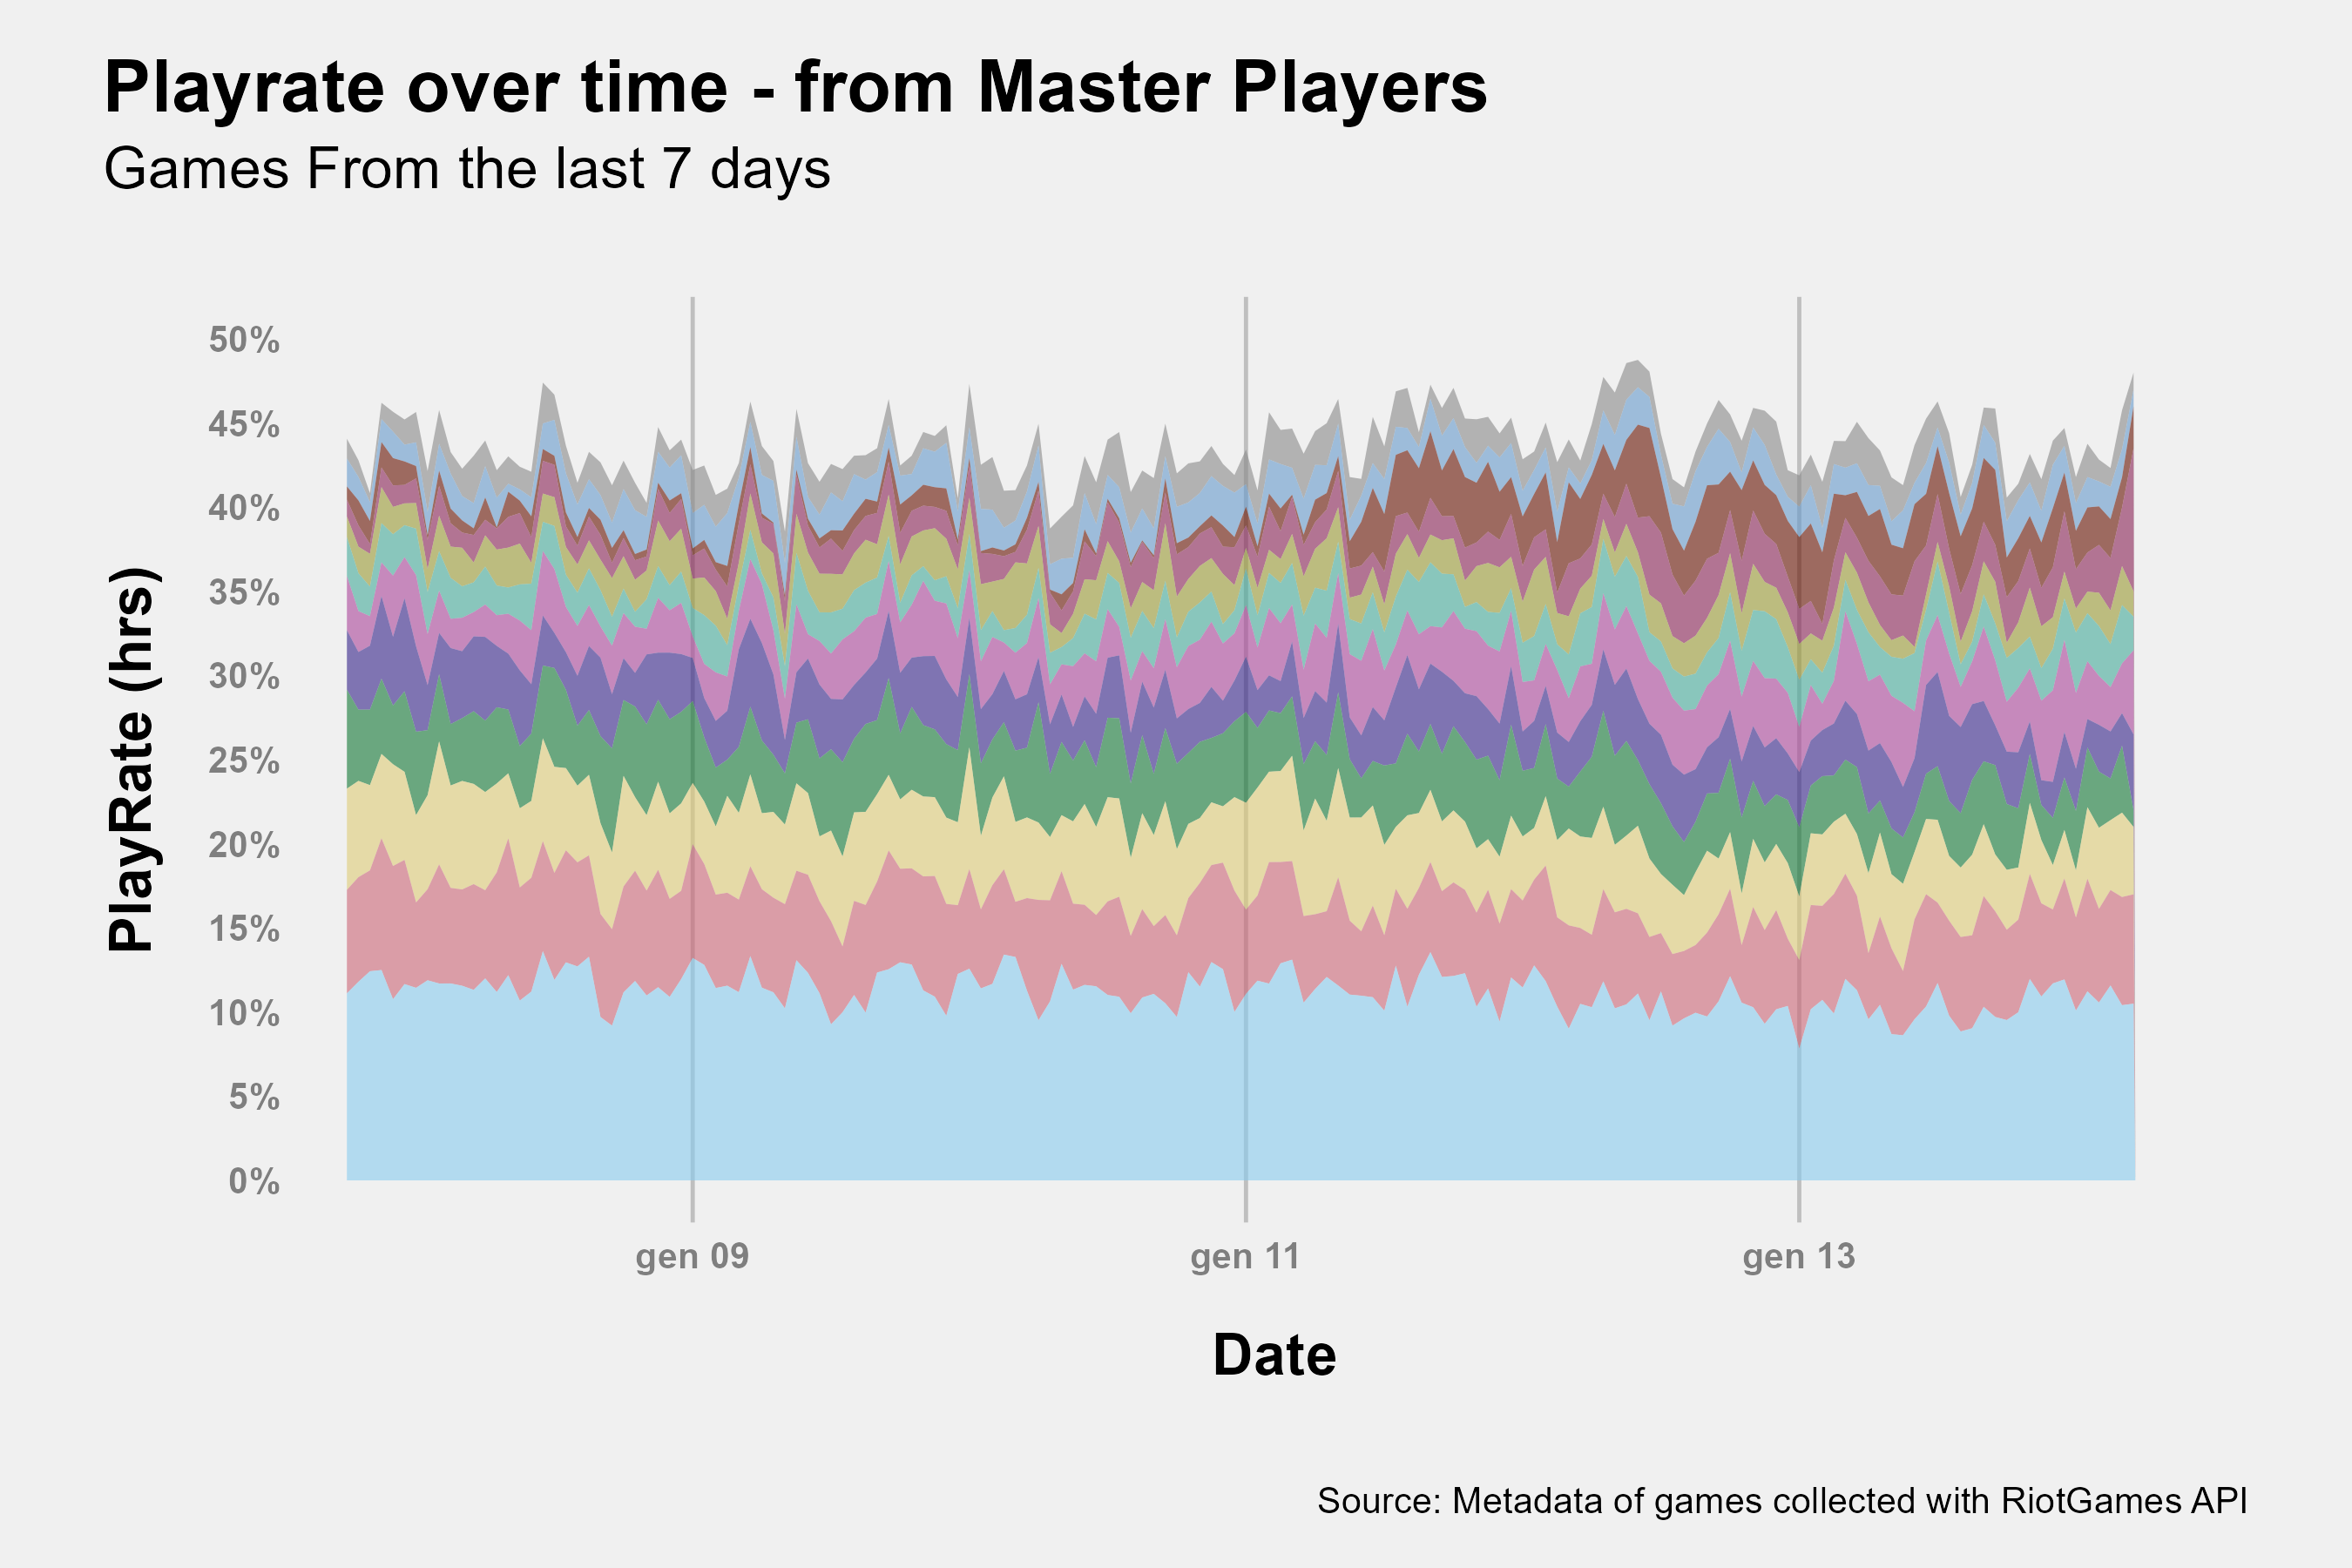 Playrate over time - from Master Players
Games From the last 7 days
PlayRate (hrs)
50%
45%
40%
35%
30%
25%
20%
15%
10%
5%
0%
gen 09
gen 11
gen 13
Date
Source: Metadata of games collected with RiotGames API